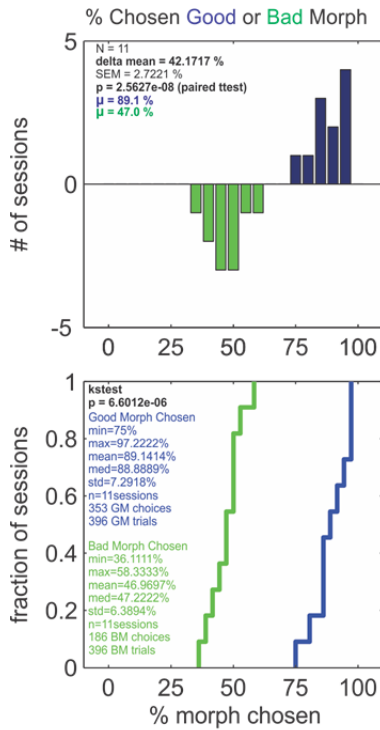 % Chosen Good or Bad Morph
N = 11
delta mean = 42.1717 %
SEM = 2.7221 %
p = 2.5627e-08 (paired ttest)
μ = 89.1 %
μ = 47.0 %
# of sessions
5
0
-5
0 25 50 75 100
kstest
p = 6.6012e-06
Good Morph Chosen
min=75%
max=97.2222%
mean=89.1414%
med=88.8889%
std=7.2918%
n=11sessions
353 GM choices
396 GM trials
Bad Morph Chosen
min=36.1111%
max=58.3333%
mean=46.9697%
med=47.2222%
std=6.3894%
n=11sessions
186 BM choices
396 BM trials
fraction of sessions
1
0.8
0.6
0.4
0.2
0
0 25 50 75 100
% morph chosen